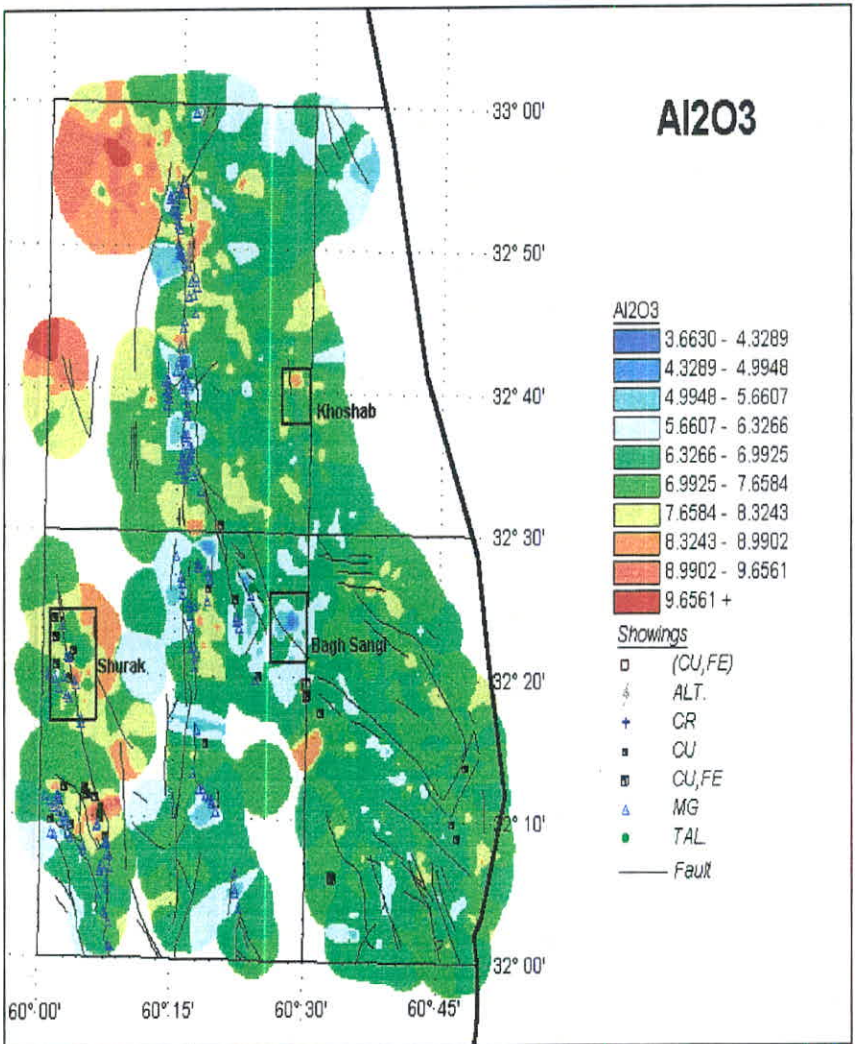 Al2O3
33° 00'
32° 50'
32° 40'
32° 30'
32° 20'
32° 10'
32° 00'
60° 00'
60° 15'
60° 30'
60° 45'
Khoshab
Bagh Sangi
Shurak
Al2O3
3.6630 - 4.3289
4.3289 - 4.9948
4.9948 - 5.6607
5.6607 - 6.3266
6.3266 - 6.9925
6.9925 - 7.6584
7.6584 - 8.3243
8.3243 - 8.9902
8.9902 - 9.6561
9.6561 +
Showings
(CU,FE)
ALT.
CR
CU
CU,FE
MG
TAL.
Fault